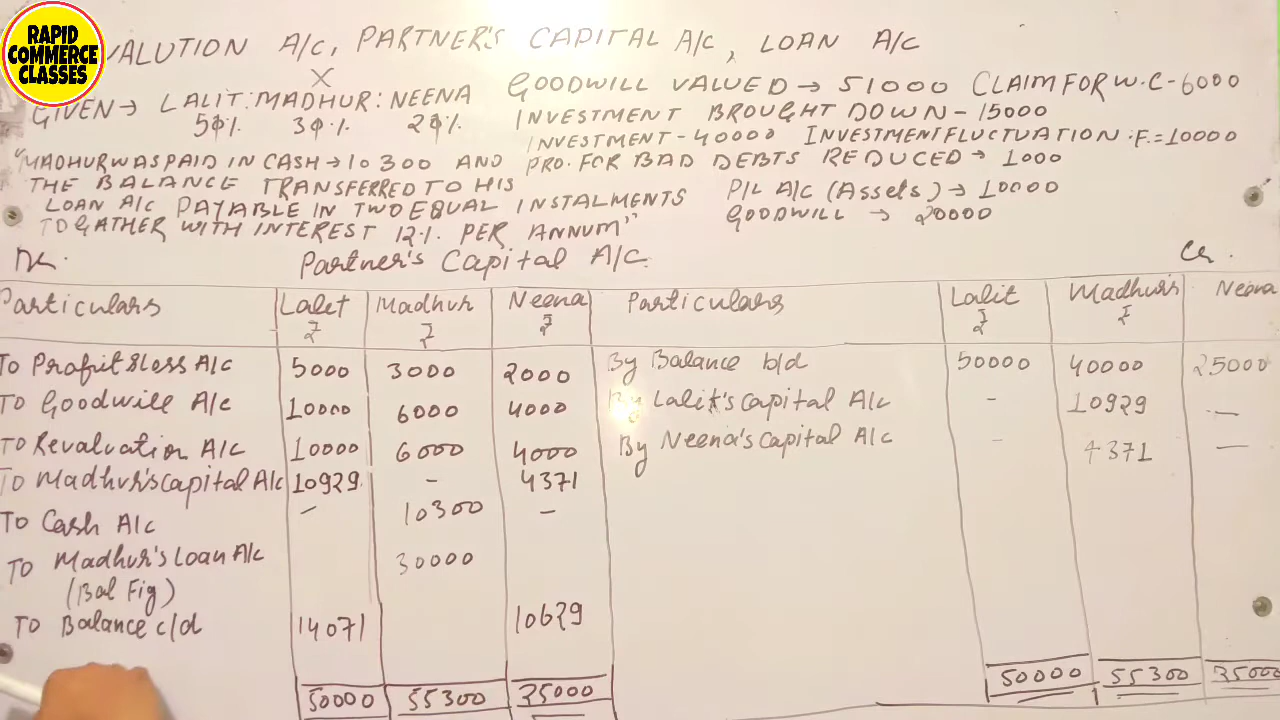 RAPID
COMMERCE
CLASSES
VALUTION A/C, PARTNER'S CAPITAL A/C, LOAN A/C
X
GIVEN → LALIT : MADHUR : NEENA GOODWILL VALUED → 51000 CLAIM FOR W.C - 6000
50% 30% 20% INVESTMENT BROUGHT DOWN - 15000
INVESTMENT - 40000 INVESTMENT FLUCTUATION .F. = 10000
"MADHUR WAS PAID IN CASH → 10300 AND PRO. FOR BAD DEBTS REDUCED → 1000
THE BALANCE TRANSFERRED TO HIS
LOAN A/C PAYABLE IN TWO EQUAL INSTALMENTS P/L A/C (Assets) → 10000
TOGATHER WITH INTEREST 12%. PER ANNUM" GOODWILL → 20000
Dr. Partner's Capital A/C. Cr.
Particulars Lalit ₹ Madhur ₹ Neena ₹ Particulars Lalit ₹ Madhur's ₹ Neena
To Profit & loss A/C 5000 3000 2000 By Balance b/d 50000 40000 25000
To Goodwill A/c 10000 6000 4000 By Lalit's capital A/c - 10929 -
To Revaluation A/C 10000 6000 4000 By Neena's capital A/c - 4371 -
To Madhur's capital A/c 10929 - 4371
To Cash A/c - 10300 -
To Madhur's Loan A/c 30000
(Bal Fig)
To Balance c/d 14071 10629
50000 55300 35000 50000 55300 35000